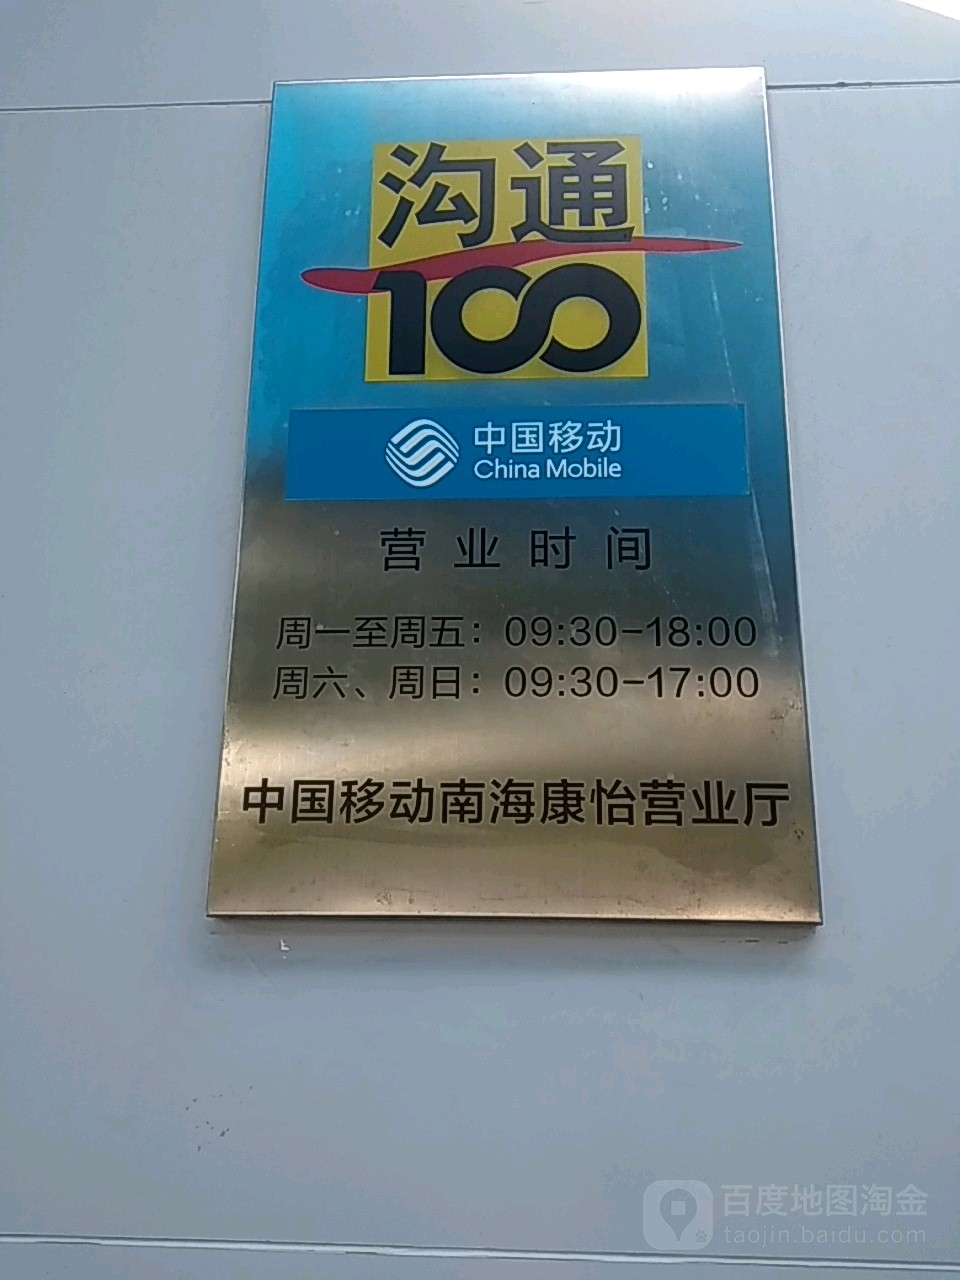 沟通
100
中国移动
China Mobile
营业时间
周一至周五：09:30-18:00
周六、周日：09:30-17:00
中国移动南海康怡营业厅
百度地图淘金
taojin.baidu.com